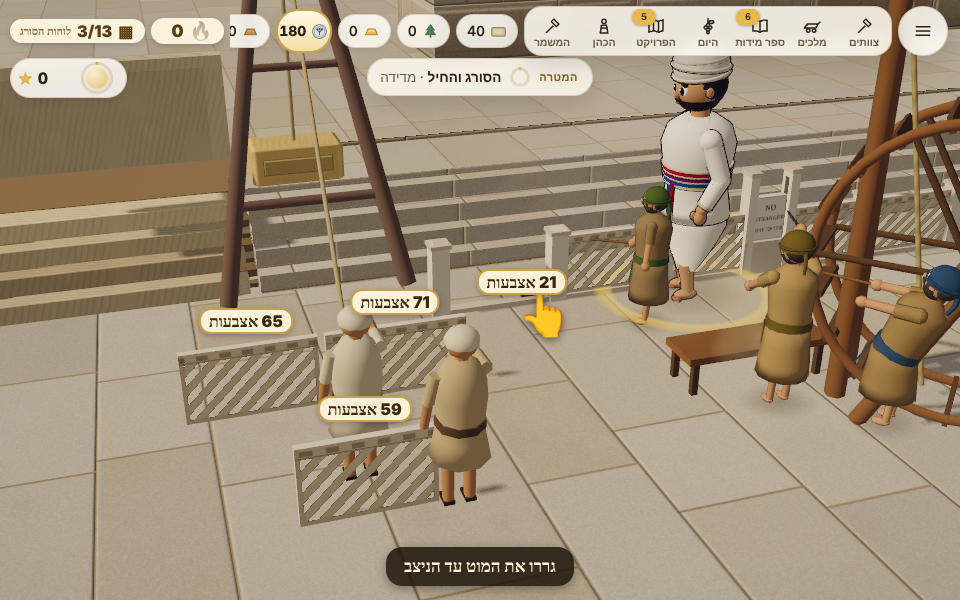 צוותים
מלכים
6
ספר מידות
היום
5
הפרויקט
הכהן
המשמר
40
0
0
180
0
0
3/13 לוחות הסורג
0
המטרה הסורג והחיל · מדידה
NO
STRANGER
21 אצבעות
71 אצבעות
65 אצבעות
59 אצבעות
גררו את המוט עד הניצב